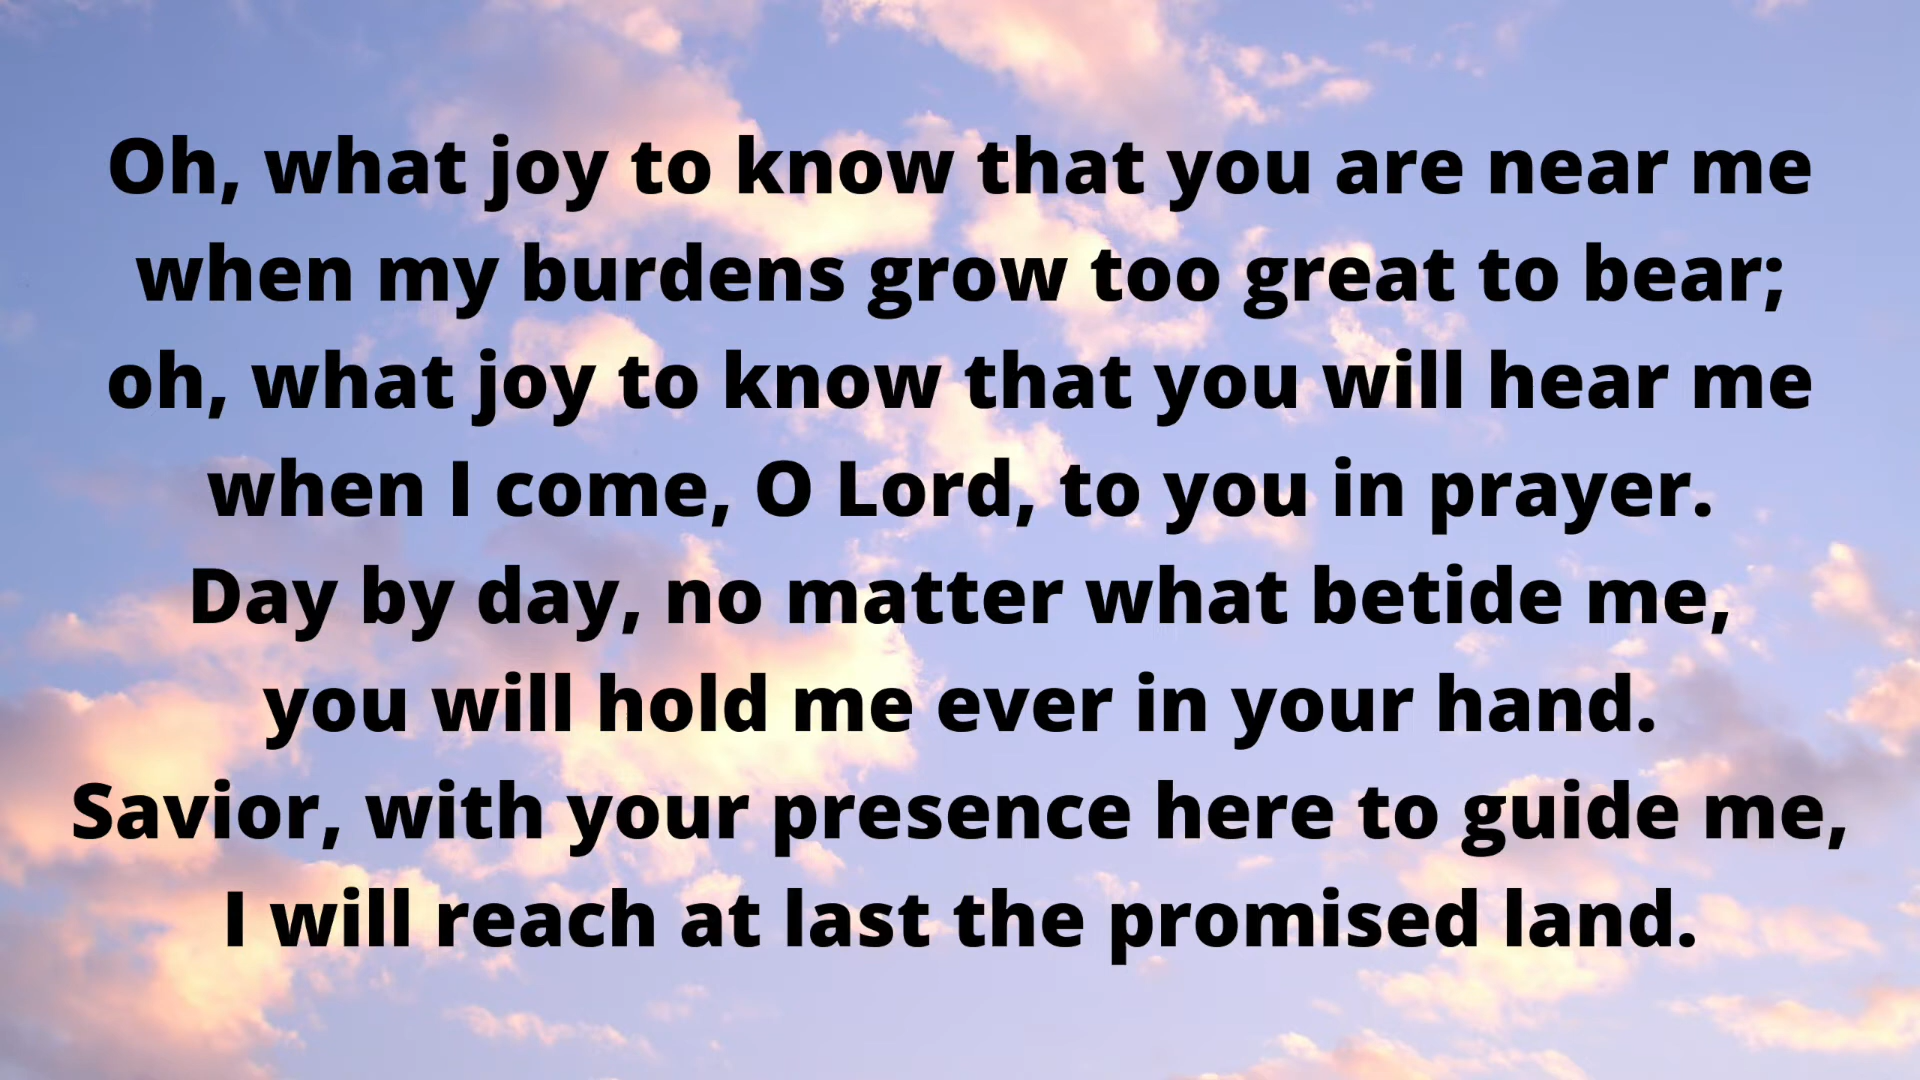 Oh, what joy to know that you are near me
when my burdens grow too great to bear;
oh, what joy to know that you will hear me
when I come, O Lord, to you in prayer.
Day by day, no matter what betide me,
you will hold me ever in your hand.
Savior, with your presence here to guide me,
I will reach at last the promised land.